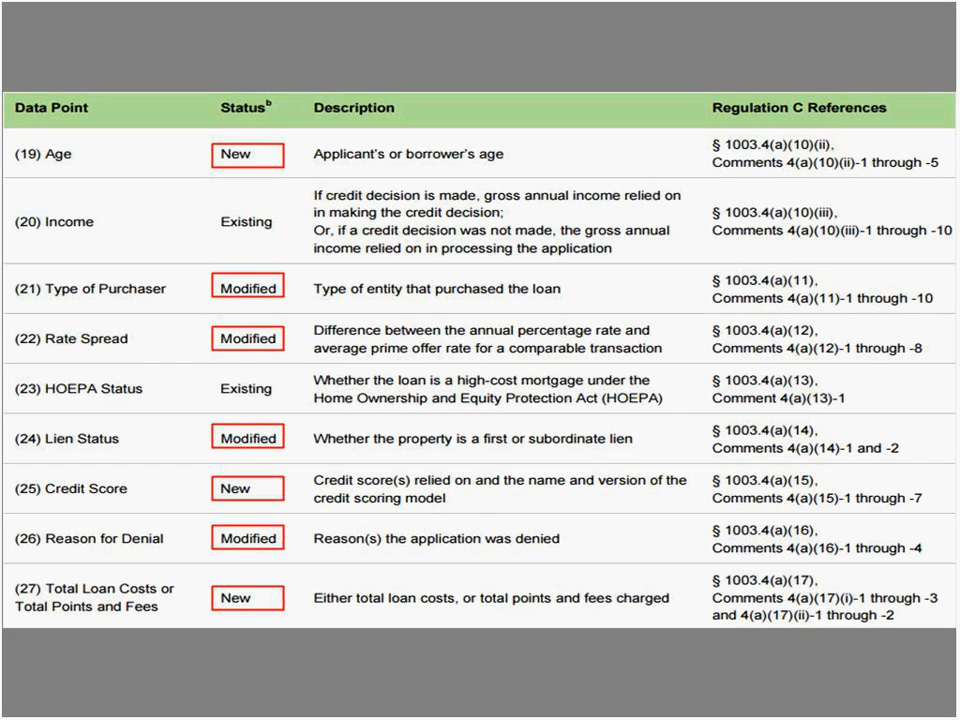 Data Point Statusb Description Regulation C References
(19) Age New Applicant's or borrower's age § 1003.4(a)(10)(ii),
Comments 4(a)(10)(ii)-1 through -5
(20) Income Existing If credit decision is made, gross annual income relied on
in making the credit decision;
Or, if a credit decision was not made, the gross annual
income relied on in processing the application
§ 1003.4(a)(10)(iii),
Comments 4(a)(10)(iii)-1 through -10
(21) Type of Purchaser Modified Type of entity that purchased the loan § 1003.4(a)(11),
Comments 4(a)(11)-1 through -10
(22) Rate Spread Modified Difference between the annual percentage rate and
average prime offer rate for a comparable transaction
§ 1003.4(a)(12),
Comments 4(a)(12)-1 through -8
(23) HOEPA Status Existing Whether the loan is a high-cost mortgage under the
Home Ownership and Equity Protection Act (HOEPA)
§ 1003.4(a)(13),
Comment 4(a)(13)-1
(24) Lien Status Modified Whether the property is a first or subordinate lien § 1003.4(a)(14),
Comments 4(a)(14)-1 and -2
(25) Credit Score New Credit score(s) relied on and the name and version of the
credit scoring model
§ 1003.4(a)(15),
Comments 4(a)(15)-1 through -7
(26) Reason for Denial Modified Reason(s) the application was denied § 1003.4(a)(16),
Comments 4(a)(16)-1 through -4
(27) Total Loan Costs or
Total Points and Fees
New Either total loan costs, or total points and fees charged § 1003.4(a)(17),
Comments 4(a)(17)(i)-1 through -3
and 4(a)(17)(ii)-1 through -2